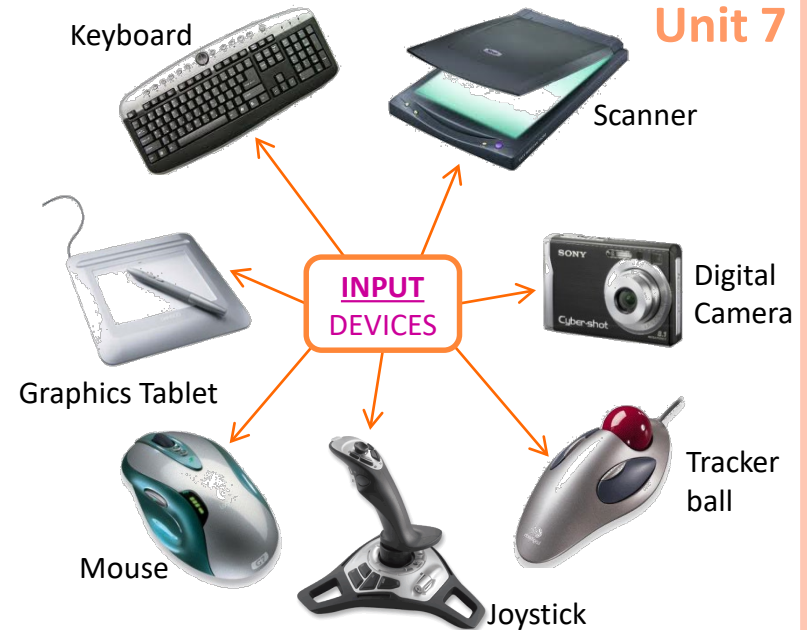 Unit 7
Keyboard
Scanner
INPUT
DEVICES
SONY
Cyber-shot
Digital
Camera
Graphics Tablet
Tracker
ball
Mouse
Joystick